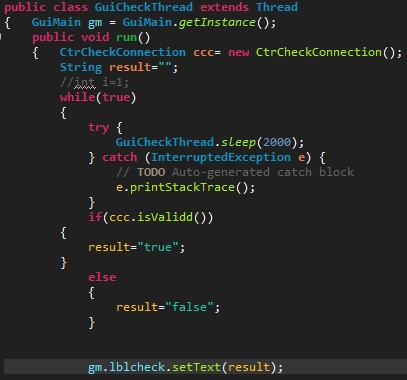 public class GuiCheckThread extends Thread
{   GuiMain gm = GuiMain.getInstance();
    public void run()
    {   CtrCheckConnection ccc= new CtrCheckConnection();
        String result="";
        //int i=1;
        while(true)
        {
            try {
                GuiCheckThread.sleep(2000);
            } catch (InterruptedException e) {
                // TODO Auto-generated catch block
                e.printStackTrace();
            }
            if(ccc.isValidd())
        {
            result="true";
        }
            else
            {
                result="false";
            }
            gm.lblcheck.setText(result);